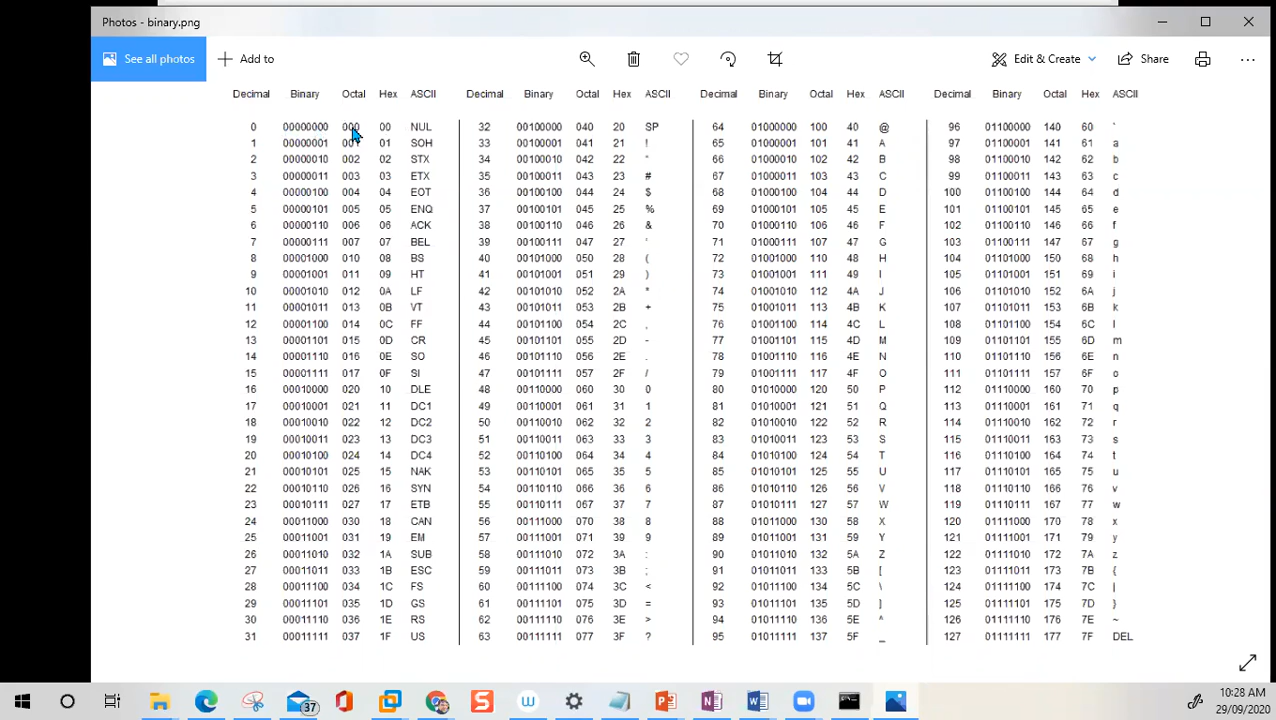 Photos - binary.png
See all photos Add to Edit & Create Share
Decimal Binary Octal Hex ASCII Decimal Binary Octal Hex ASCII Decimal Binary Octal Hex ASCII Decimal Binary Octal Hex ASCII
0 00000000 000 00 NUL 32 00100000 040 20 SP 64 01000000 100 40 @ 96 01100000 140 60 `
1 00000001 001 01 SOH 33 00100001 041 21 ! 65 01000001 101 41 A 97 01100001 141 61 a
2 00000010 002 02 STX 34 00100010 042 22 " 66 01000010 102 42 B 98 01100010 142 62 b
3 00000011 003 03 ETX 35 00100011 043 23 # 67 01000011 103 43 C 99 01100011 143 63 c
4 00000100 004 04 EOT 36 00100100 044 24 $ 68 01000100 104 44 D 100 01100100 144 64 d
5 00000101 005 05 ENQ 37 00100101 045 25 % 69 01000101 105 45 E 101 01100101 145 65 e
6 00000110 006 06 ACK 38 00100110 046 26 & 70 01000110 106 46 F 102 01100110 146 66 f
7 00000111 007 07 BEL 39 00100111 047 27 ' 71 01000111 107 47 G 103 01100111 147 67 g
8 00001000 010 08 BS 40 00101000 050 28 ( 72 01001000 110 48 H 104 01101000 150 68 h
9 00001001 011 09 HT 41 00101001 051 29 ) 73 01001001 111 49 I 105 01101001 151 69 i
10 00001010 012 0A LF 42 00101010 052 2A * 74 01001010 112 4A J 106 01101010 152 6A j
11 00001011 013 0B VT 43 00101011 053 2B + 75 01001011 113 4B K 107 01101011 153 6B k
12 00001100 014 0C FF 44 00101100 054 2C , 76 01001100 114 4C L 108 01101100 154 6C l
13 00001101 015 0D CR 45 00101101 055 2D - 77 01001101 115 4D M 109 01101101 155 6D m
14 00001110 016 0E SO 46 00101110 056 2E . 78 01001110 116 4E N 110 01101110 156 6E n
15 00001111 017 0F SI 47 00101111 057 2F / 79 01001111 117 4F O 111 01101111 157 6F o
16 00010000 020 10 DLE 48 00110000 060 30 0 80 01010000 120 50 P 112 01110000 160 70 p
17 00010001 021 11 DC1 49 00110001 061 31 1 81 01010001 121 51 Q 113 01110001 161 71 q
18 00010010 022 12 DC2 50 00110010 062 32 2 82 01010010 122 52 R 114 01110010 162 72 r
19 00010011 023 13 DC3 51 00110011 063 33 3 83 01010011 123 53 S 115 01110011 163 73 s
20 00010100 024 14 DC4 52 00110100 064 34 4 84 01010100 124 54 T 116 01110100 164 74 t
21 00010101 025 15 NAK 53 00110101 065 35 5 85 01010101 125 55 U 117 01110101 165 75 u
22 00010110 026 16 SYN 54 00110110 066 36 6 86 01010110 126 56 V 118 01110110 166 76 v
23 00010111 027 17 ETB 55 00110111 067 37 7 87 01010111 127 57 W 119 01110111 167 77 w
24 00011000 030 18 CAN 56 00111000 070 38 8 88 01011000 130 58 X 120 01111000 170 78 x
25 00011001 031 19 EM 57 00111001 071 39 9 89 01011001 131 59 Y 121 01111001 171 79 y
26 00011010 032 1A SUB 58 00111010 072 3A : 90 01011010 132 5A Z 122 01111010 172 7A z
27 00011011 033 1B ESC 59 00111011 073 3B ; 91 01011011 133 5B [ 123 01111011 173 7B {
28 00011100 034 1C FS 60 00111100 074 3C < 92 01011100 134 5C \ 124 01111100 174 7C |
29 00011101 035 1D GS 61 00111101 075 3D = 93 01011101 135 5D ] 125 01111101 175 7D }
30 00011110 036 1E RS 62 00111110 076 3E > 94 01011110 136 5E ^ 126 01111110 176 7E ~
31 00011111 037 1F US 63 00111111 077 3F ? 95 01011111 137 5F _ 127 01111111 177 7F DEL
37
10:28 AM
29/09/2020